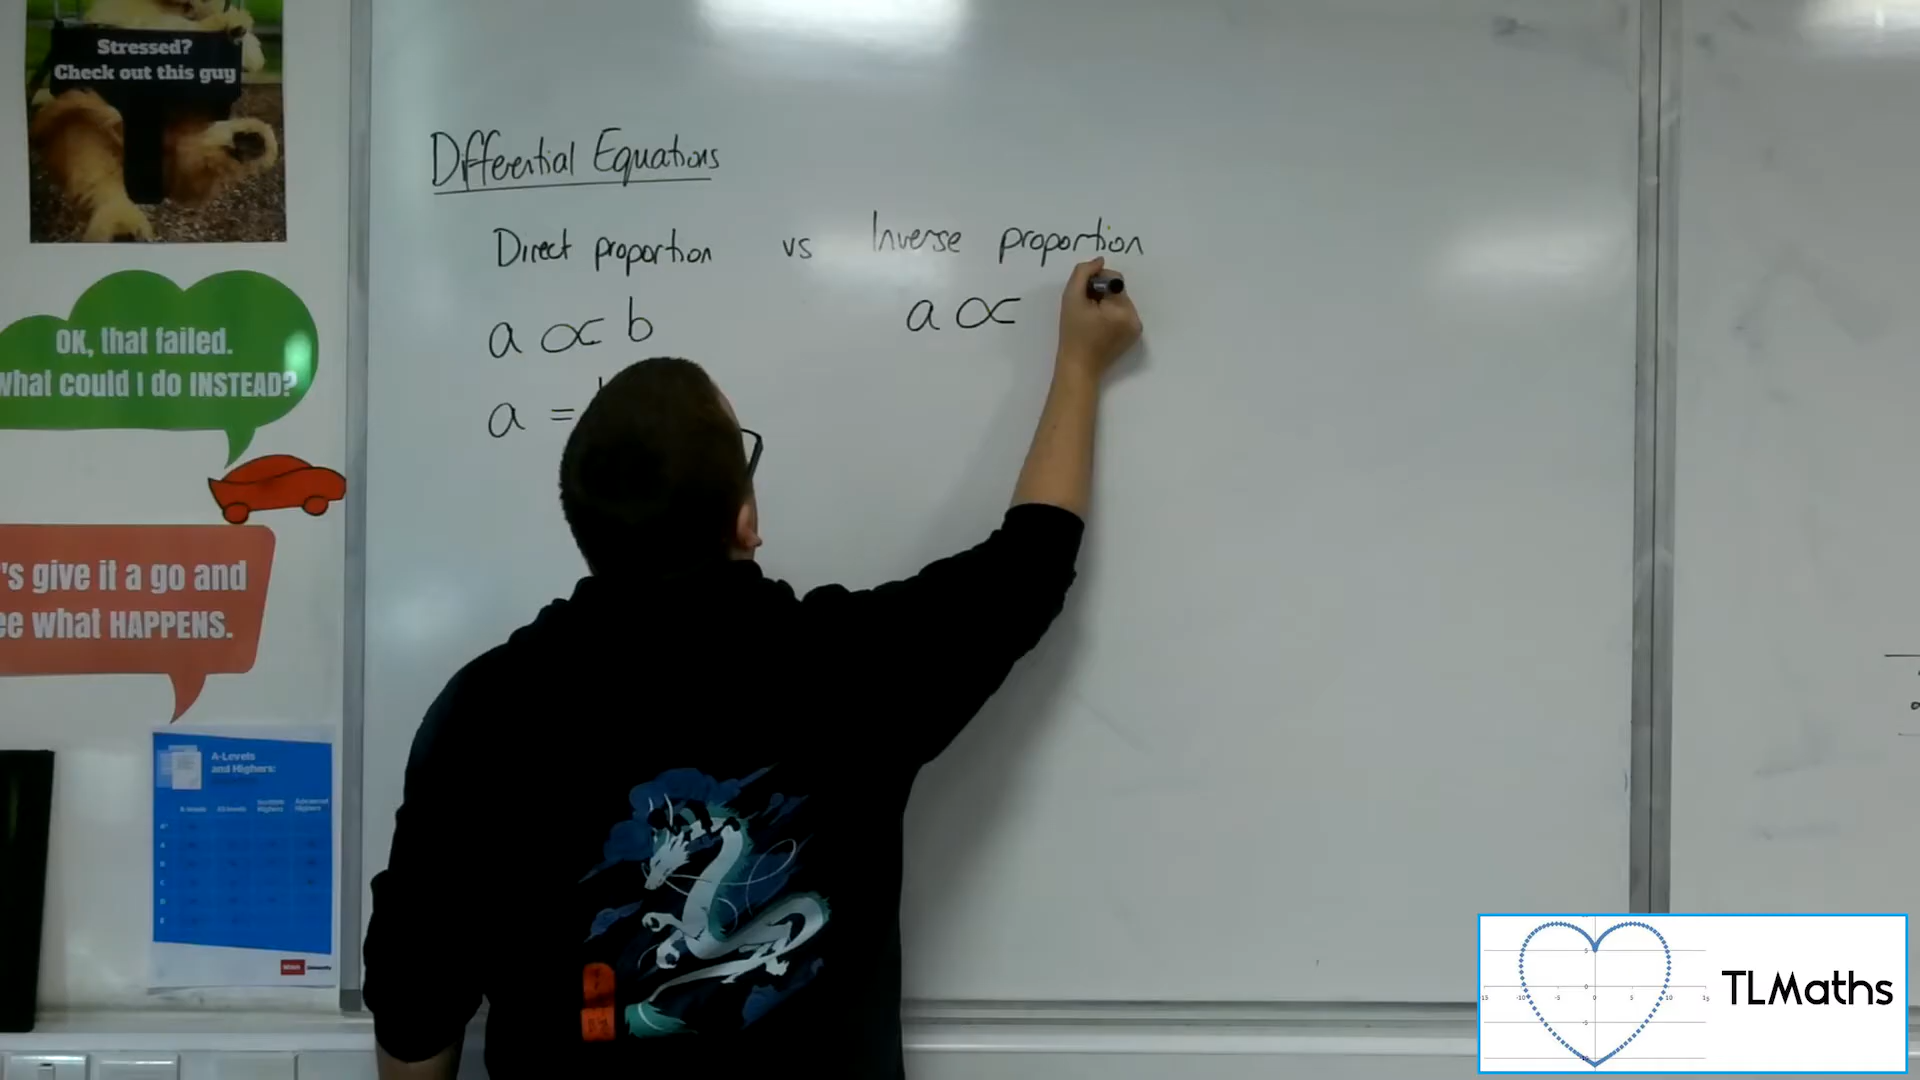 Stressed?
Check out this guy
Differential Equations
Direct proportion vs Inverse proportion
a ∝ b
a ∝
a =
OK, that failed.
what could I do INSTEAD?
's give it a go and
ee what HAPPENS.
A-Levels
and Highers:
TLMaths